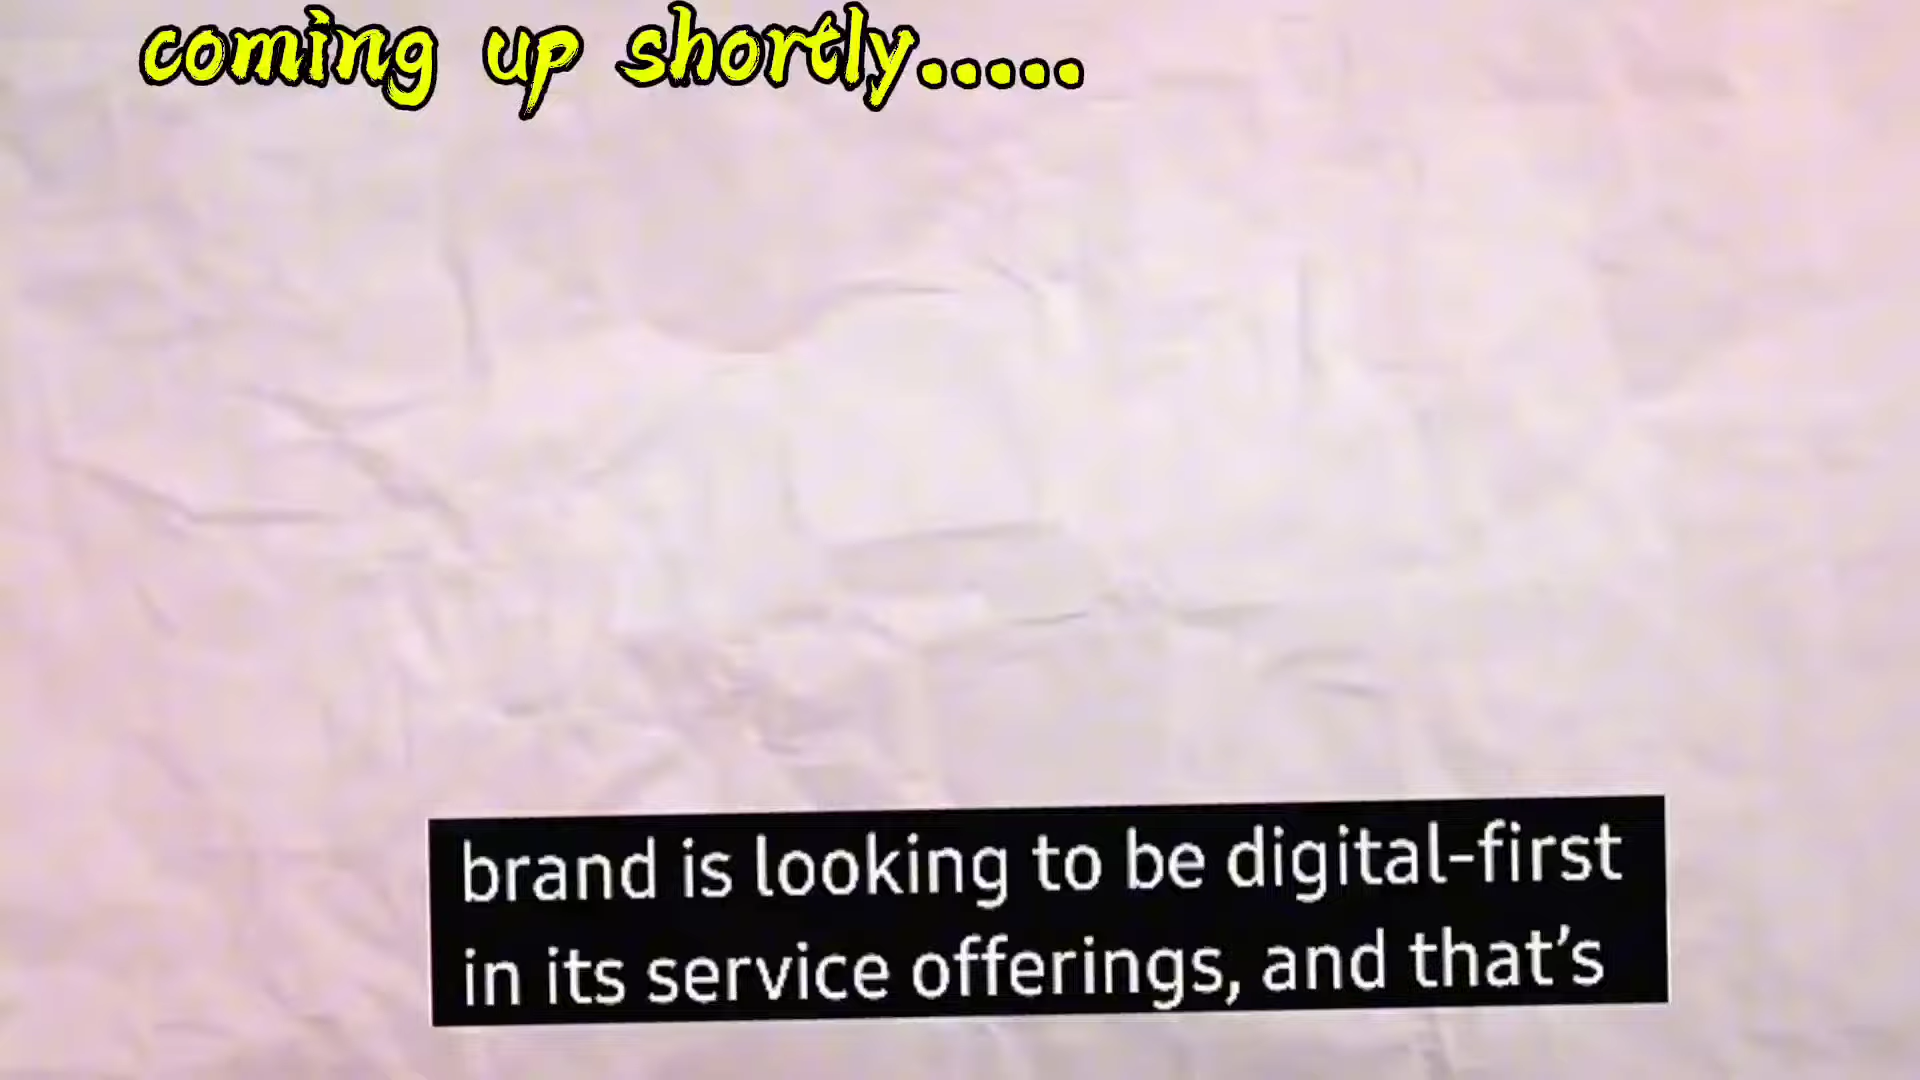 coming up shortly.....
brand is looking to be digital-first
in its service offerings, and that's